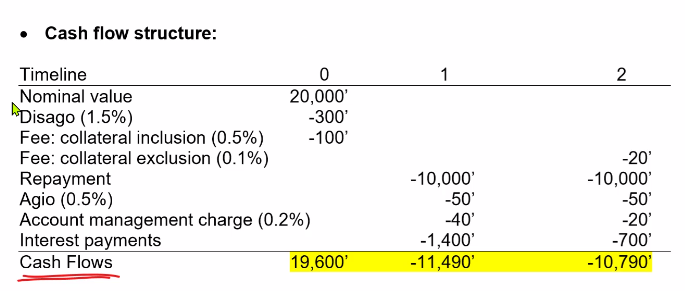 • Cash flow structure:
Timeline 0 1 2
Nominal value 20,000’
Disago (1.5%) -300’
Fee: collateral inclusion (0.5%) -100’
Fee: collateral exclusion (0.1%) -20’
Repayment -10,000’ -10,000’
Agio (0.5%) -50’ -50’
Account management charge (0.2%) -40’ -20’
Interest payments -1,400’ -700’
Cash Flows 19,600’ -11,490’ -10,790’